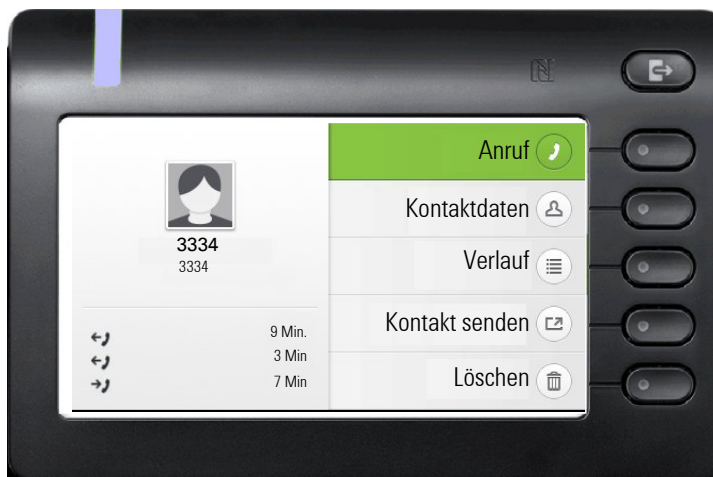 3334
3334
9 Min.
3 Min
7 Min
Anruf
Kontaktdaten
Verlauf
Kontakt senden
Löschen